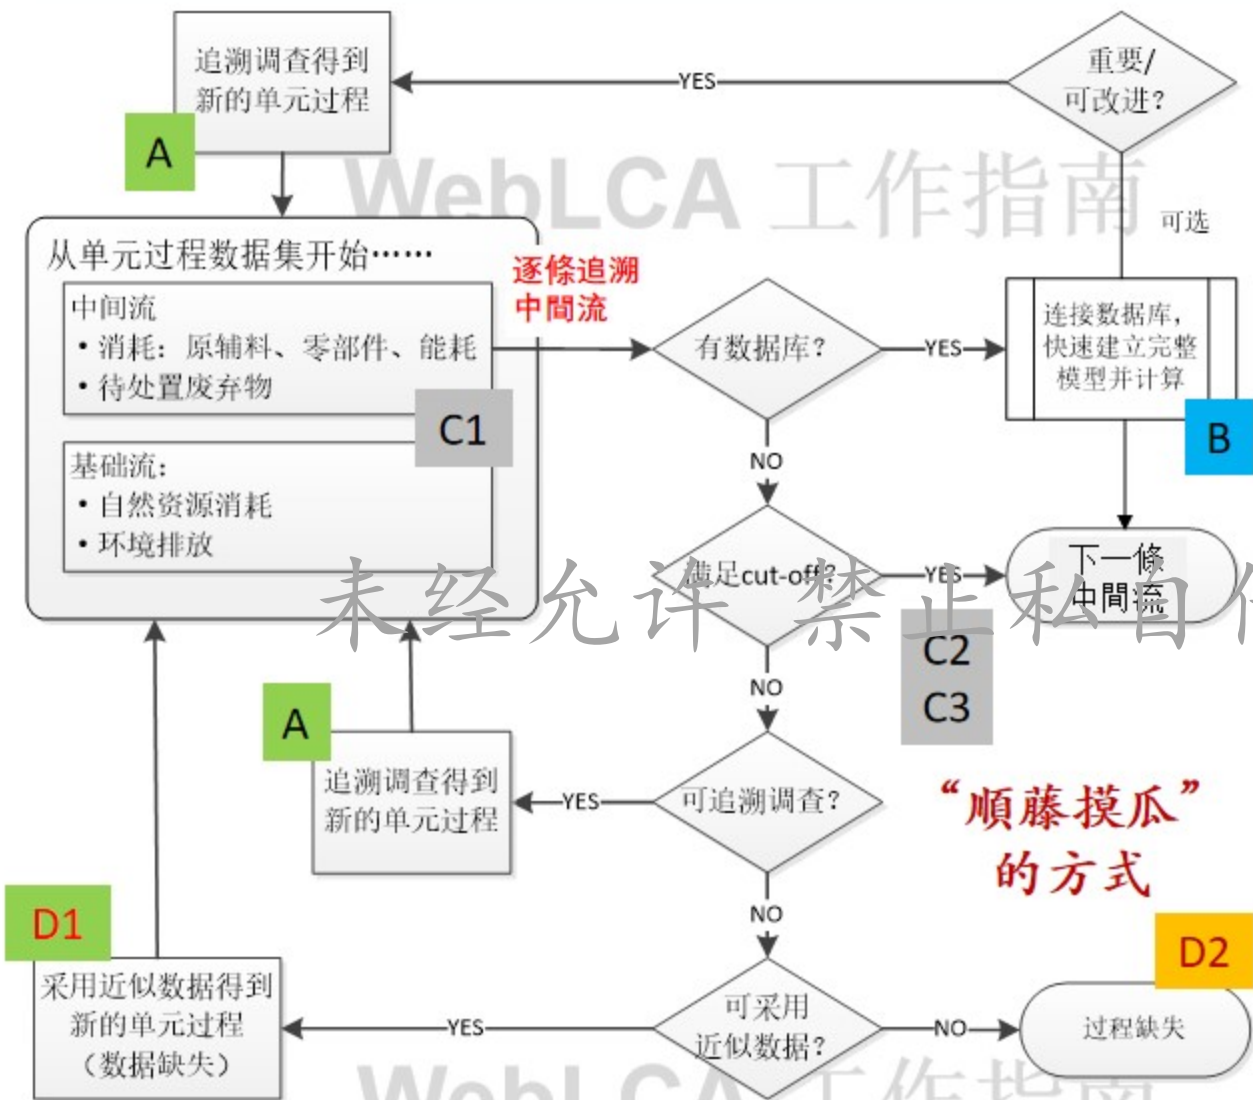 追溯调查得到
新的单元过程
A
YES
重要/
可改进？
WebLCA 工作指南
可选
从单元过程数据集开始……
中间流
• 消耗：原辅料、零部件、能耗
• 待处置废弃物
C1
基础流：
• 自然资源消耗
• 环境排放
逐條追溯
中間流
有数据库？
YES
连接数据库，
快速建立完整
模型并计算
B
NO
满足cut-off？
YES
下一條
中間流
未经允许 禁止私自
C2
C3
NO
A
追溯调查得到
新的单元过程
YES
可追溯调查？
“順藤摸瓜”
的方式
NO
D1
采用近似数据得到
新的单元过程
（数据缺失）
YES
可采用
近似数据？
NO
D2
过程缺失
WebLCA 工作指南